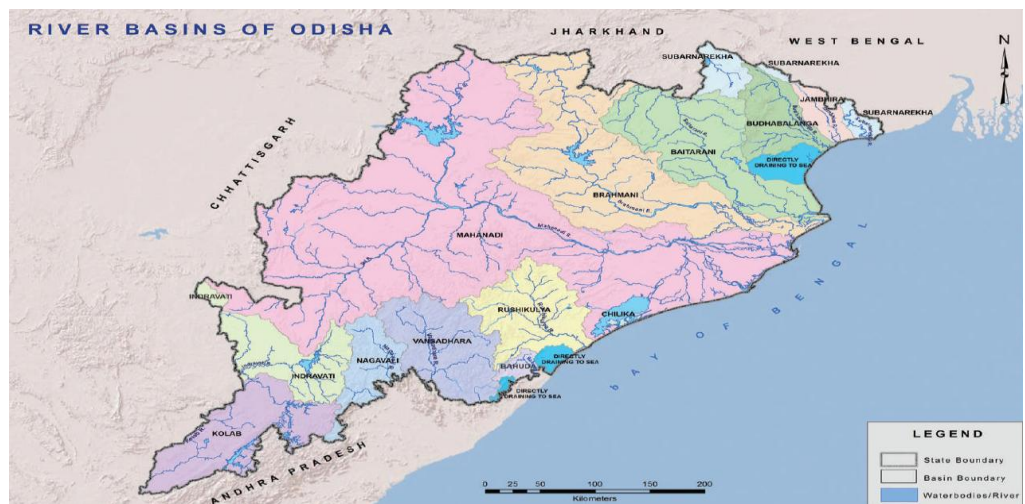 RIVER BASINS OF ODISHA
JHARKHAND
WEST BENGAL
N
SUBARNAREKHA
SUBARNAREKHA
JAMBHIRA
SUBARNAREKHA
BUDHABALANGA
CHHATTISGARH
BAITARANI
DIRECTLY
DRAINING TO SEA
BRAHMANI
Brahmani R.
MAHANADI
Mahanadi R.
INDRAVATI
RUSHIKULYA
CHILIKA
BAY OF BENGAL
VANSADHARA
NAGAVALI
INDRAVATI
BAHUDA
DIRECTLY
DRAINING TO SEA
DIRECTLY
DRAINING TO SEA
KOLAB
ANDHRA PRADESH
LEGEND
State Boundary
Basin Boundary
Waterbodies/River
0 25 50 100 150 200
Kilometers